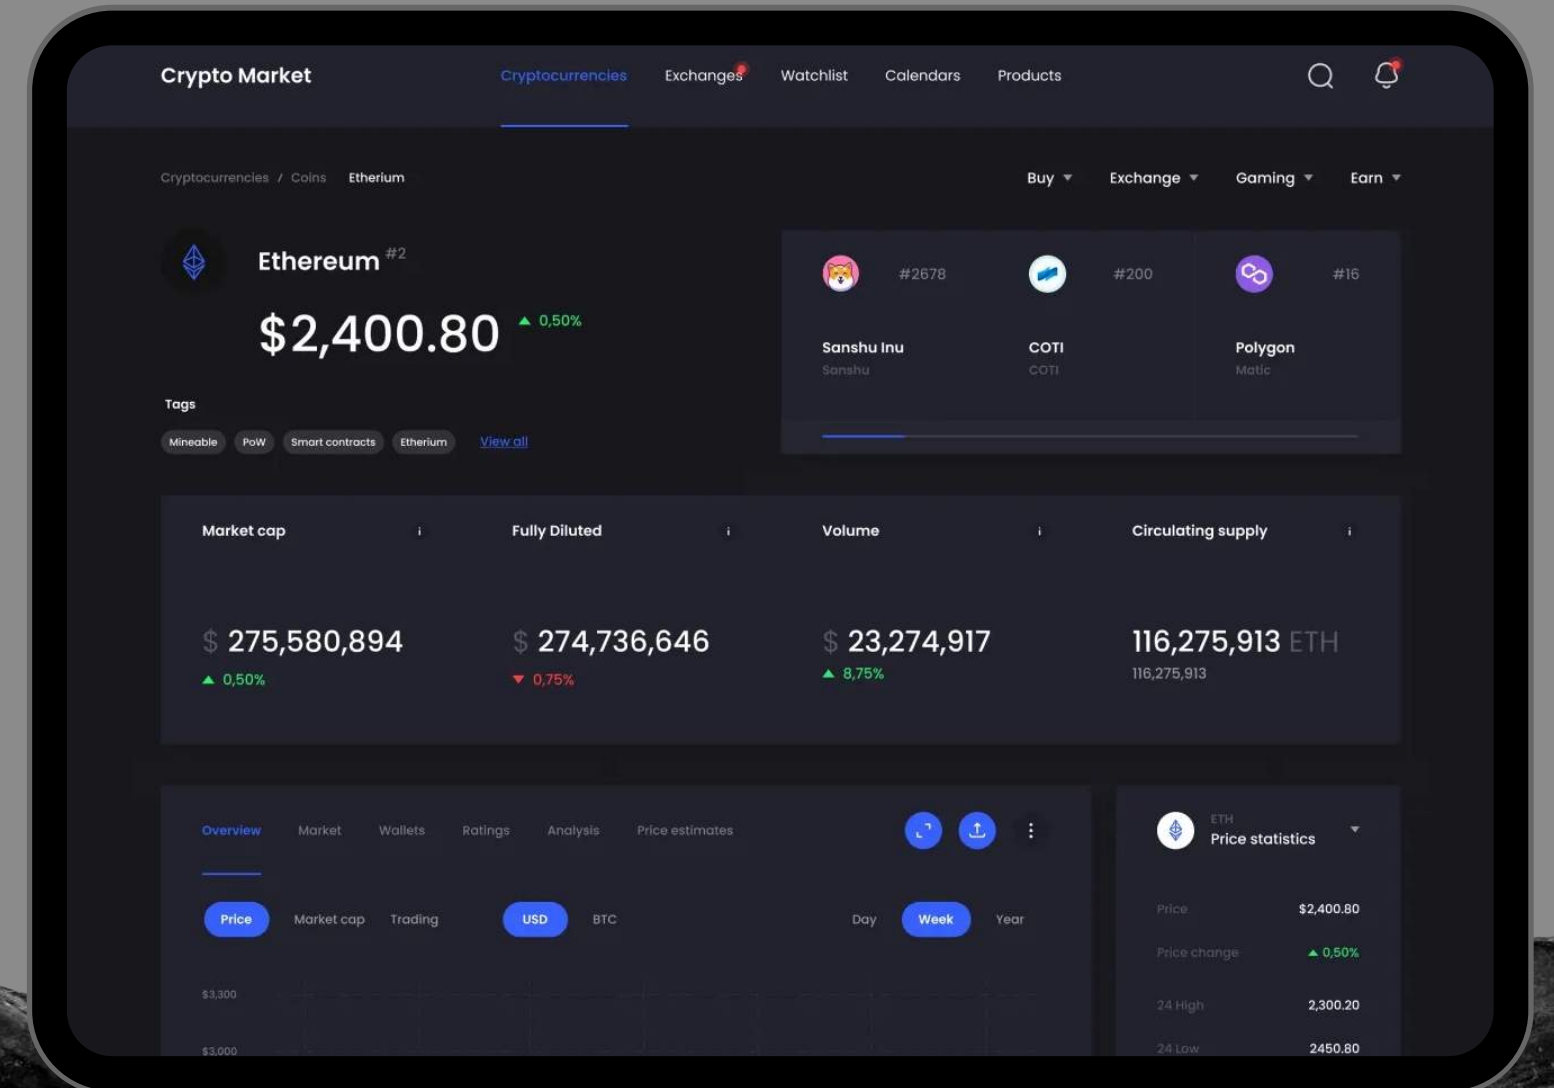 Crypto Market Cryptocurrencies Exchanges Watchlist Calendars Products
Cryptocurrencies / Coins Etherium
Buy Exchange Gaming Earn
Ethereum #2
$2,400.80 0,50%
Tags
Mineable PoW Smart contracts Etherium View all
#2678 #200 #16
Sanshu Inu COTI Polygon
Sanshu COTI Matic
Market cap i Fully Diluted i Volume i Circulating supply i
$ 275,580,894 $ 274,736,646 $ 23,274,917 116,275,913 ETH
0,50% 0,75% 8,75% 116,275,913
Overview Market Wallets Ratings Analysis Price estimates
Price Market cap Trading USD BTC Day Week Year
$3,300
$3,000
ETH
Price statistics
Price $2,400.80
Price change 0,50%
24 High 2,300.20
24 Low 2450.80